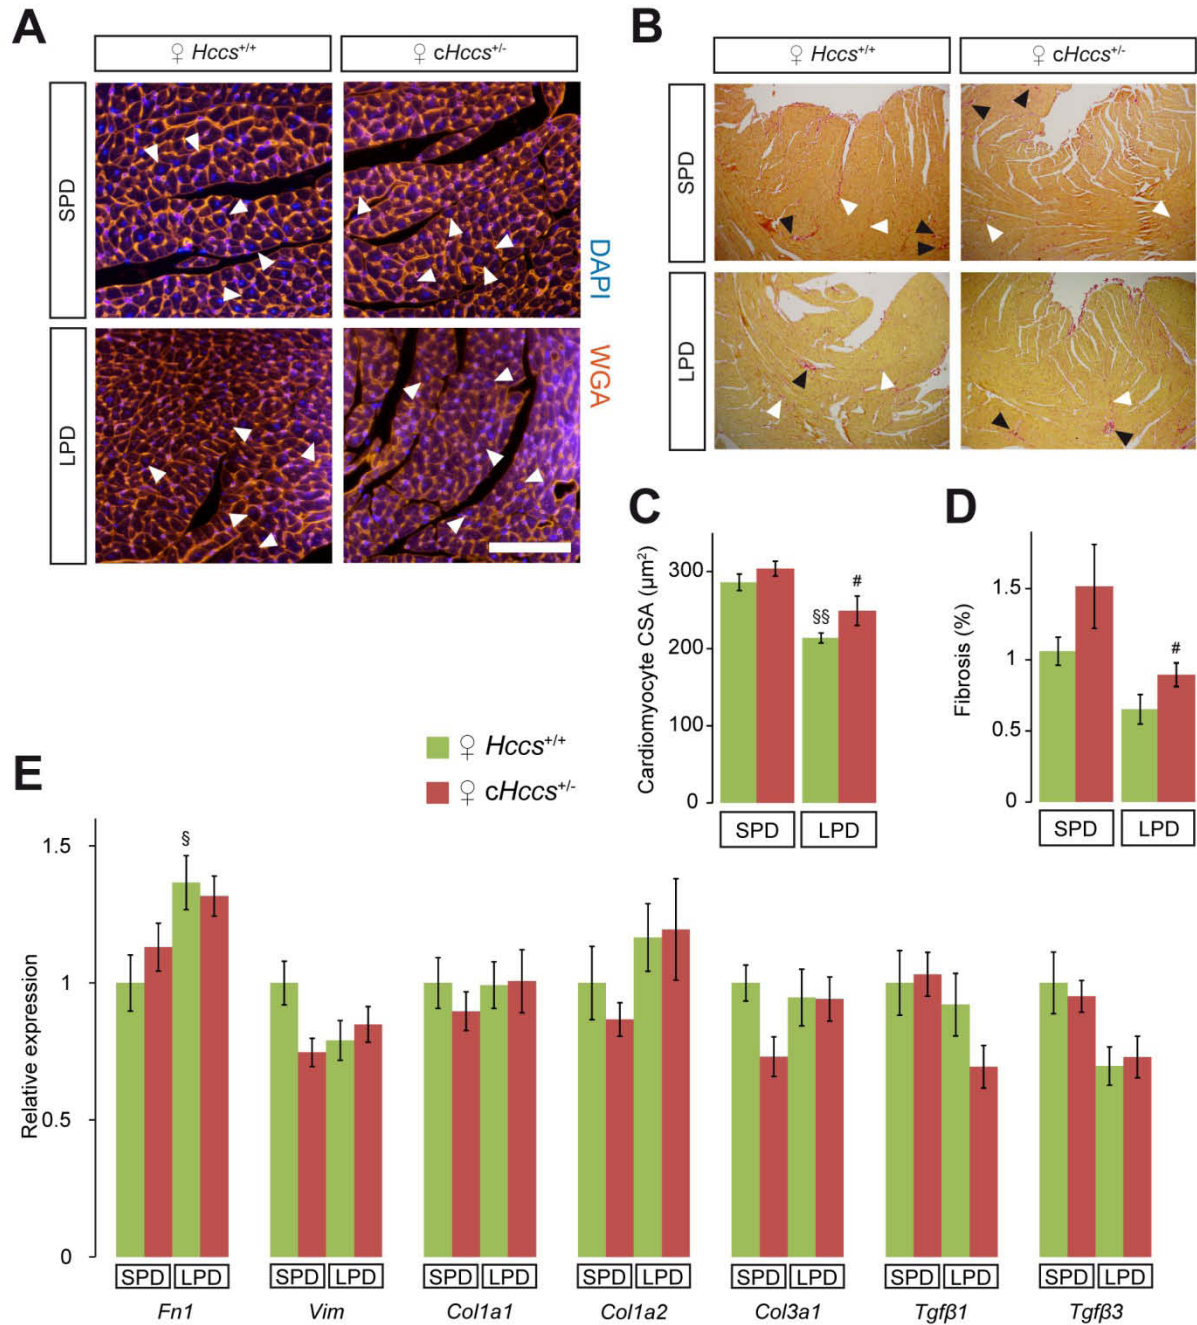 A
♀ Hccs+/+
♀ cHccs+/-
SPD
LPD
DAPI
WGA
B
♀ Hccs+/+
♀ cHccs+/-
SPD
LPD
C
Cardiomyocyte CSA (µm²)
300
200
100
0
§§
#
SPD
LPD
D
Fibrosis (%)
1.5
1
0.5
0
#
SPD
LPD
♀ Hccs+/+
♀ cHccs+/-
E
Relative expression
1.5
1
0.5
0
§
SPD LPD SPD LPD SPD LPD SPD LPD SPD LPD SPD LPD SPD LPD
Fn1 Vim Col1a1 Col1a2 Col3a1 Tgfβ1 Tgfβ3